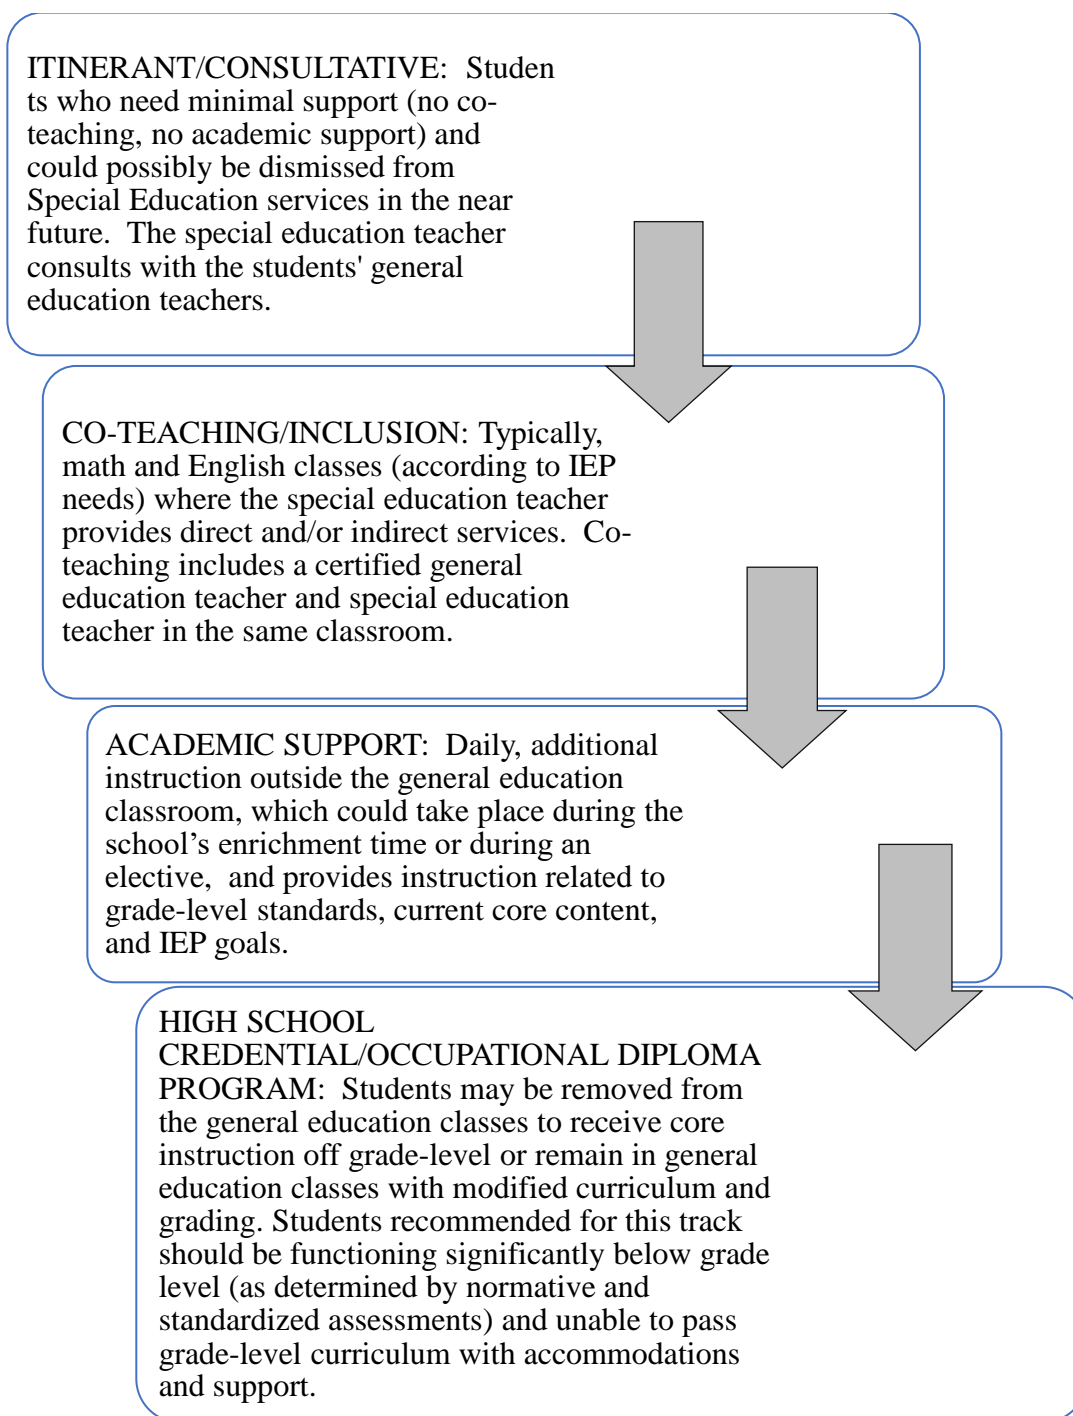 ITINERANT/CONSULTATIVE:  Studen
ts who need minimal support (no co-
teaching, no academic support) and
could possibly be dismissed from
Special Education services in the near
future.  The special education teacher
consults with the students' general
education teachers.
CO-TEACHING/INCLUSION: Typically,
math and English classes (according to IEP
needs) where the special education teacher
provides direct and/or indirect services.  Co-
teaching includes a certified general
education teacher and special education
teacher in the same classroom.
ACADEMIC SUPPORT:  Daily, additional
instruction outside the general education
classroom, which could take place during the
school’s enrichment time or during an
elective,  and provides instruction related to
grade-level standards, current core content,
and IEP goals.
HIGH SCHOOL
CREDENTIAL/OCCUPATIONAL DIPLOMA
PROGRAM:  Students may be removed from
the general education classes to receive core
instruction off grade-level or remain in general
education classes with modified curriculum and
grading. Students recommended for this track
should be functioning significantly below grade
level (as determined by normative and
standardized assessments) and unable to pass
grade-level curriculum with accommodations
and support.